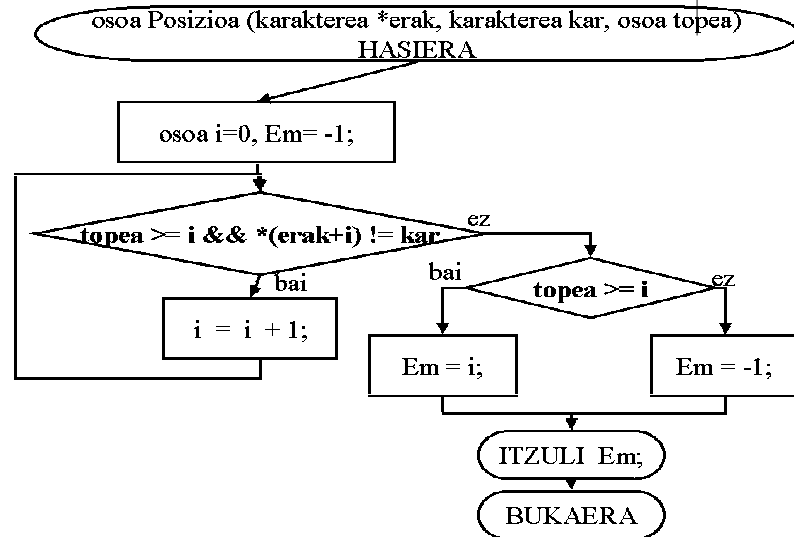 osoa Posizioa (karakterea *erak, karakterea kar, osoa topea)
HASIERA
osoa i=0, Em= -1;
topea >= i && *(erak+i) != kar
ez
bai
i = i + 1;
bai
topea >= i
ez
Em = i;
Em = -1;
ITZULI Em;
BUKAERA